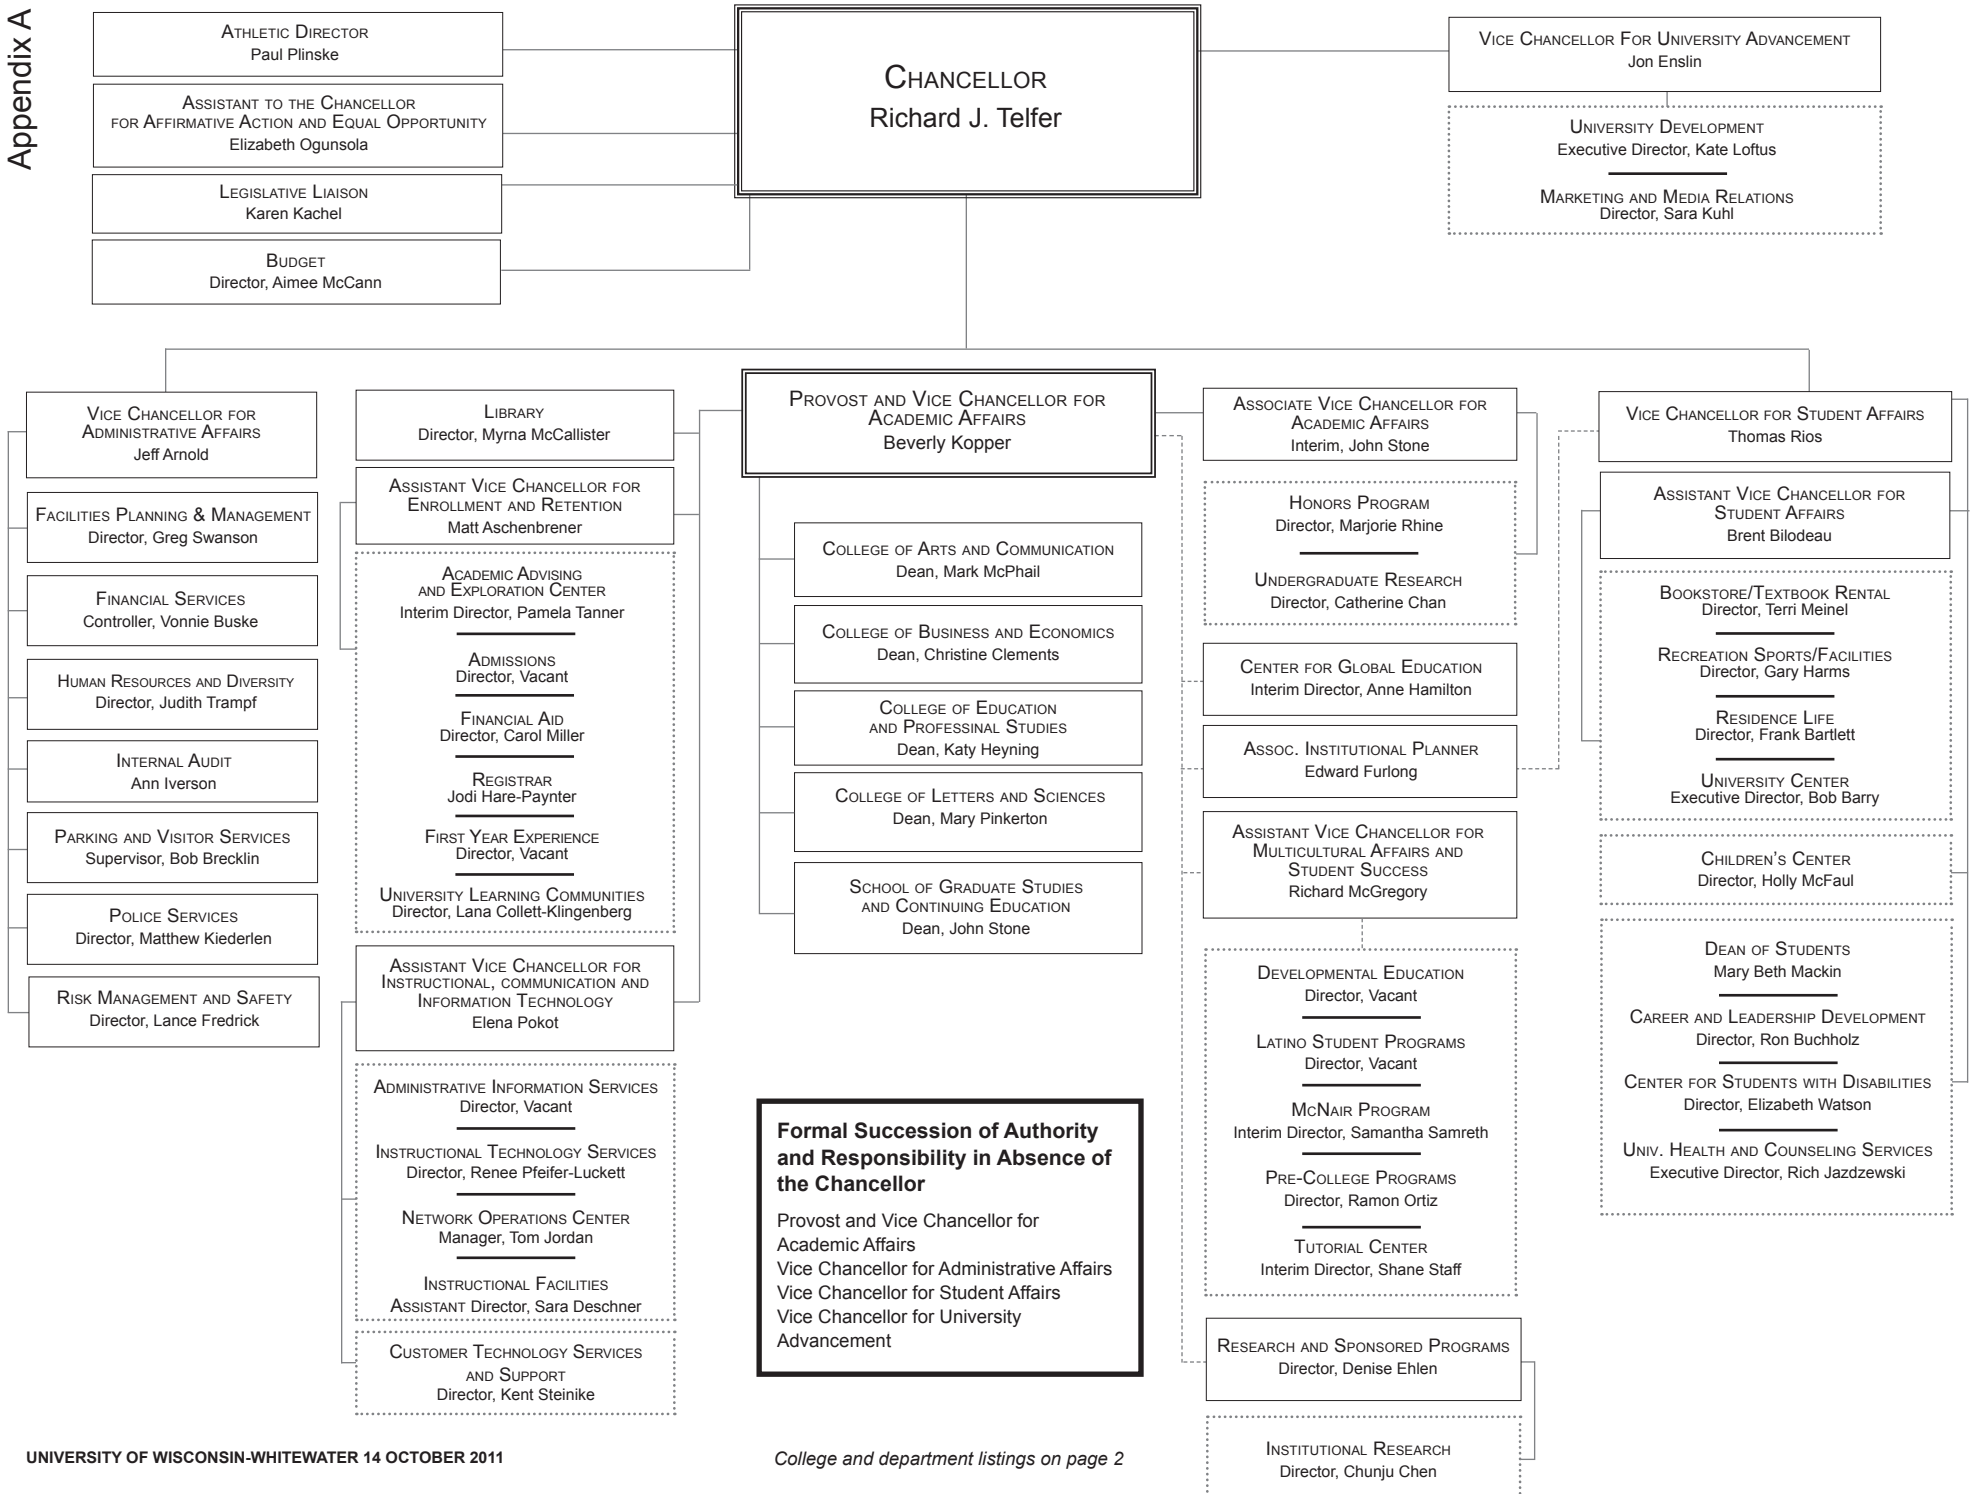 Appendix A
Athletic Director
Paul Plinske
Assistant to the Chancellor
for Affirmative Action and Equal Opportunity
Elizabeth Ogunsola
Legislative Liaison
Karen Kachel
Budget
Director, Aimee McCann
Chancellor
Richard J. Telfer
Vice Chancellor For University Advancement
Jon Enslin
University Development
Executive Director, Kate Loftus
Marketing and Media Relations
Director, Sara Kuhl
Vice Chancellor for
Administrative Affairs
Jeff Arnold
Facilities Planning & Management
Director, Greg Swanson
Financial Services
Controller, Vonnie Buske
Human Resources and Diversity
Director, Judith Trampf
Internal Audit
Ann Iverson
Parking and Visitor Services
Supervisor, Bob Brecklin
Police Services
Director, Matthew Kiederlen
Risk Management and Safety
Director, Lance Fredrick
Library
Director, Myrna McCallister
Assistant Vice Chancellor for
Enrollment and Retention
Matt Aschenbrener
Academic Advising
and Exploration Center
Interim Director, Pamela Tanner
Admissions
Director, Vacant
Financial Aid
Director, Carol Miller
Registrar
Jodi Hare-Paynter
First Year Experience
Director, Vacant
University Learning Communities
Director, Lana Collett-Klingenberg
Assistant Vice Chancellor for
Instructional, communication and
Information Technology
Elena Pokot
Administrative Information Services
Director, Vacant
Instructional Technology Services
Director, Renee Pfeifer-Luckett
Network Operations Center
Manager, Tom Jordan
Instructional Facilities
Assistant Director, Sara Deschner
Customer Technology Services
and Support
Director, Kent Steinike
Provost and Vice Chancellor for
Academic Affairs
Beverly Kopper
College of Arts and Communication
Dean, Mark McPhail
College of Business and Economics
Dean, Christine Clements
College of Education
and Professinal Studies
Dean, Katy Heyning
College of Letters and Sciences
Dean, Mary Pinkerton
School of Graduate Studies
and Continuing Education
Dean, John Stone
Formal Succession of Authority
and Responsibility in Absence of
the Chancellor
Provost and Vice Chancellor for
Academic Affairs
Vice Chancellor for Administrative Affairs
Vice Chancellor for Student Affairs
Vice Chancellor for University
Advancement
Associate Vice Chancellor for
Academic Affairs
Interim, John Stone
Honors Program
Director, Marjorie Rhine
Undergraduate Research
Director, Catherine Chan
Center for Global Education
Interim Director, Anne Hamilton
Assoc. Institutional Planner
Edward Furlong
Assistant Vice Chancellor for
Multicultural Affairs and
Student Success
Richard McGregory
Developmental Education
Director, Vacant
Latino Student Programs
Director, Vacant
McNair Program
Interim Director, Samantha Samreth
Pre-College Programs
Director, Ramon Ortiz
Tutorial Center
Interim Director, Shane Staff
Research and Sponsored Programs
Director, Denise Ehlen
Institutional Research
Director, Chunju Chen
Vice Chancellor for Student Affairs
Thomas Rios
Assistant Vice Chancellor for
Student Affairs
Brent Bilodeau
Bookstore/Textbook Rental
Director, Terri Meinel
Recreation Sports/Facilities
Director, Gary Harms
Residence Life
Director, Frank Bartlett
University Center
Executive Director, Bob Barry
Children's Center
Director, Holly McFaul
Dean of Students
Mary Beth Mackin
Career and Leadership Development
Director, Ron Buchholz
Center for Students with Disabilities
Director, Elizabeth Watson
Univ. Health and Counseling Services
Executive Director, Rich Jazdzewski
UNIVERSITY OF WISCONSIN-WHITEWATER 14 OCTOBER 2011
College and department listings on page 2